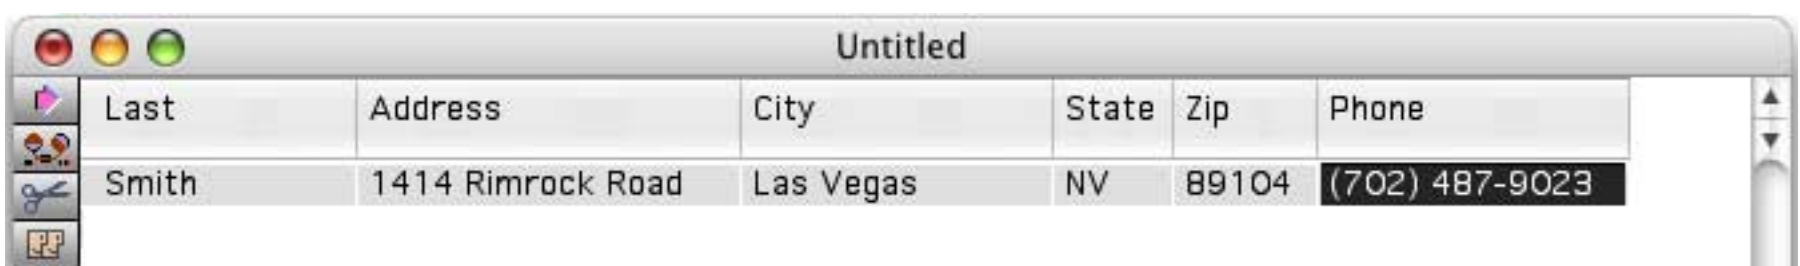 Untitled
Last Address City State Zip Phone
Smith 1414 Rimrock Road Las Vegas NV 89104 (702) 487-9023